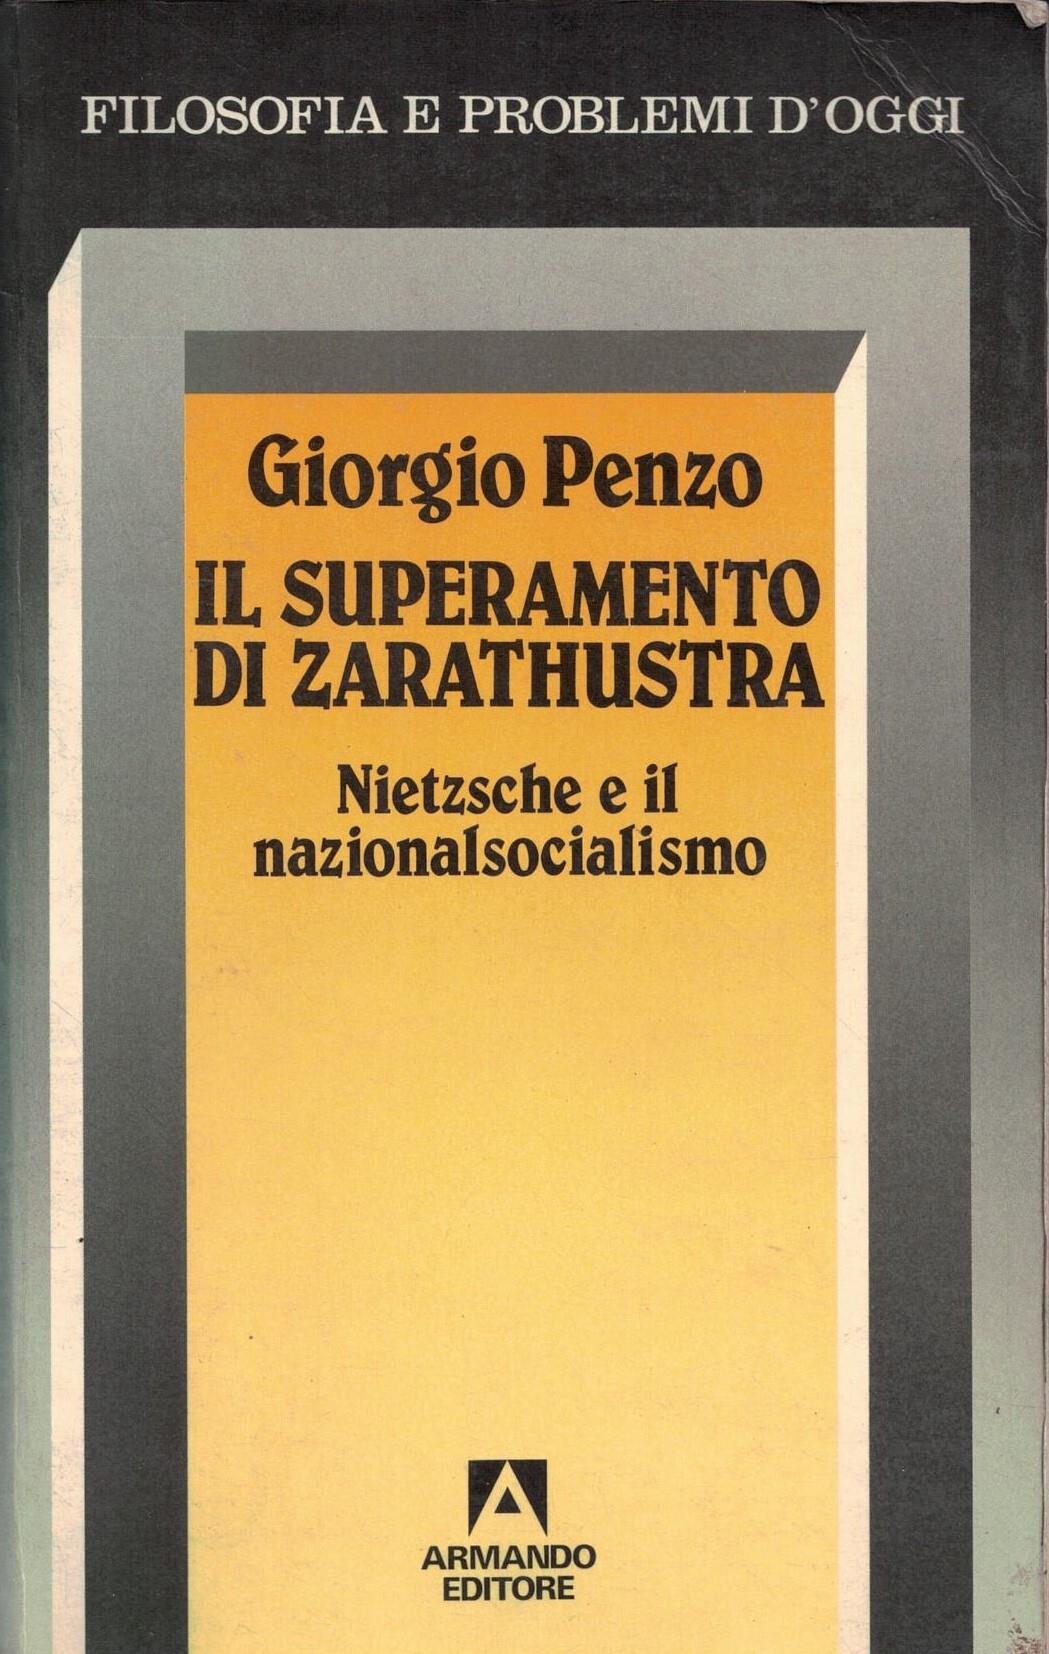 FILOSOFIA E PROBLEMI D'OGGI
Giorgio Penzo
IL SUPERAMENTO
DI ZARATHUSTRA
Nietzsche e il
nazionalsocialismo
ARMANDO
EDITORE